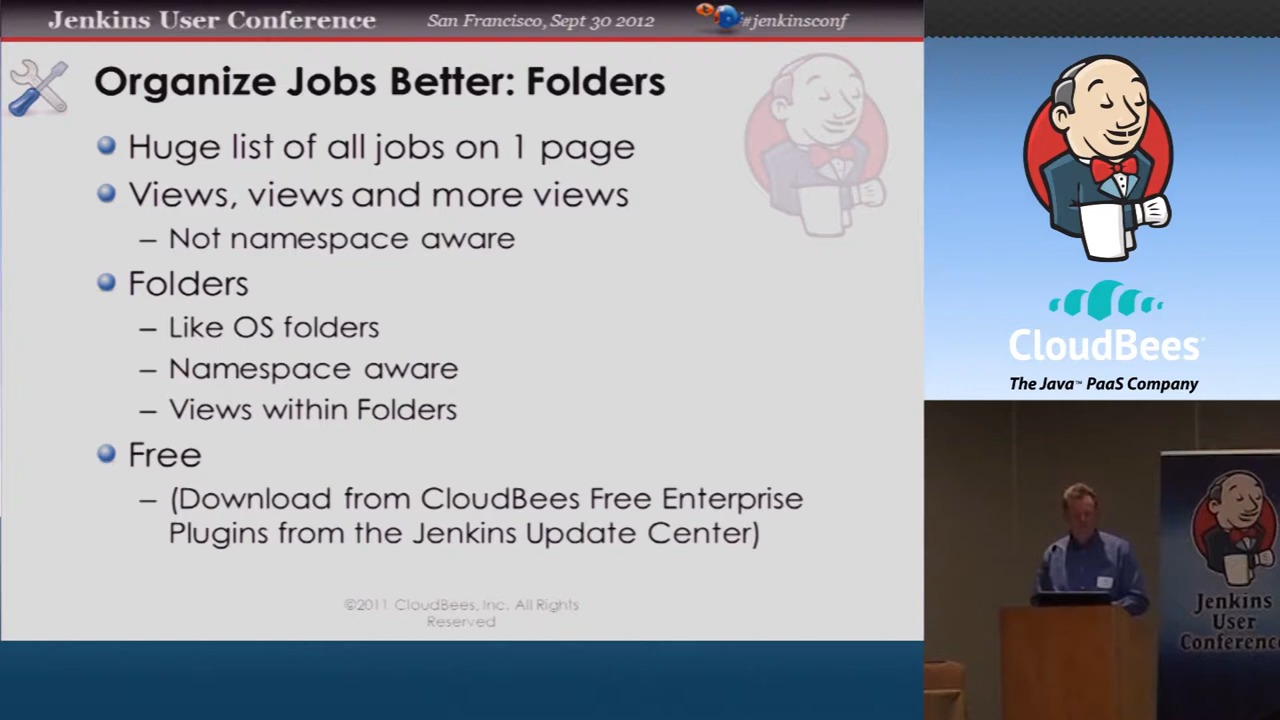 Jenkins User Conference
San Francisco, Sept 30 2012
#jenkinsconf
Organize Jobs Better: Folders
Huge list of all jobs on 1 page
Views, views and more views
– Not namespace aware
Folders
– Like OS folders
– Namespace aware
– Views within Folders
Free
– (Download from CloudBees Free Enterprise
Plugins from the Jenkins Update Center)
©2011 CloudBees, Inc. All Rights
Reserved
CloudBees
The Java™ PaaS Company
Jenkins
User
Conference